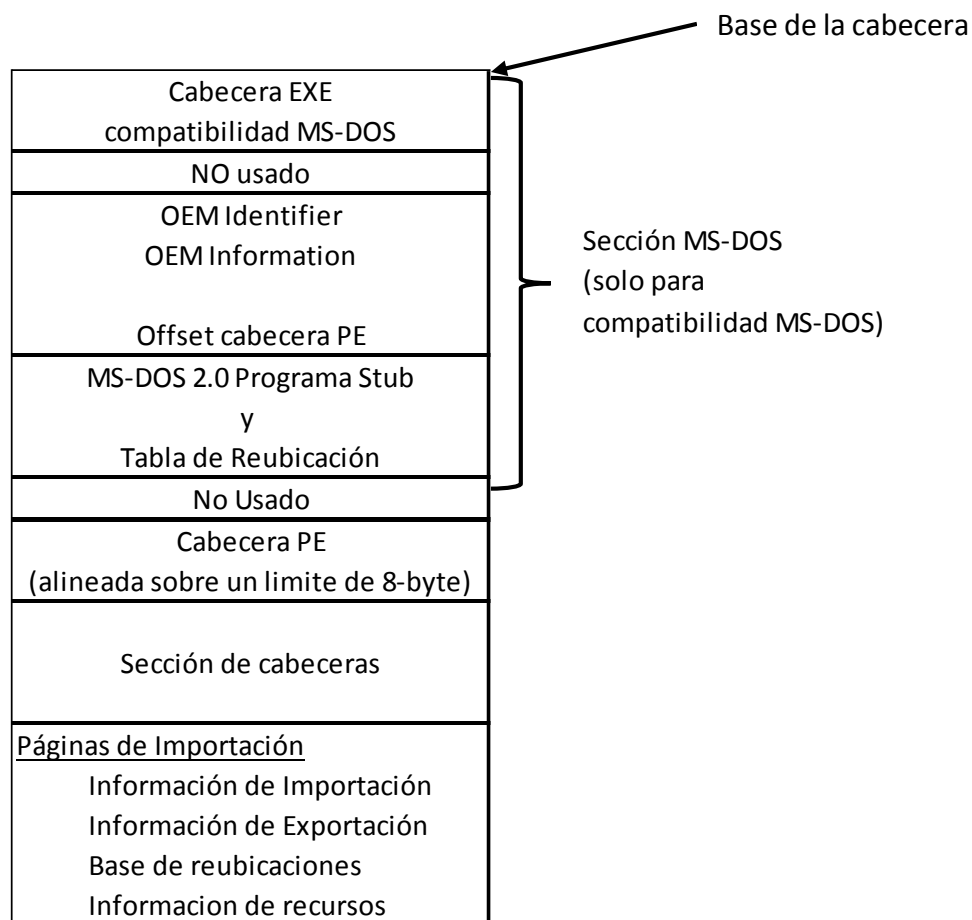 Base de la cabecera
Cabecera EXE
compatibilidad MS-DOS
NO usado
OEM Identifier
OEM Information
Offset cabecera PE
MS-DOS 2.0 Programa Stub
y
Tabla de Reubicación
No Usado
Sección MS-DOS
(solo para
compatibilidad MS-DOS)
Cabecera PE
(alineada sobre un limite de 8-byte)
Sección de cabeceras
Páginas de Importación
Información de Importación
Información de Exportación
Base de reubicaciones
Informacion de recursos